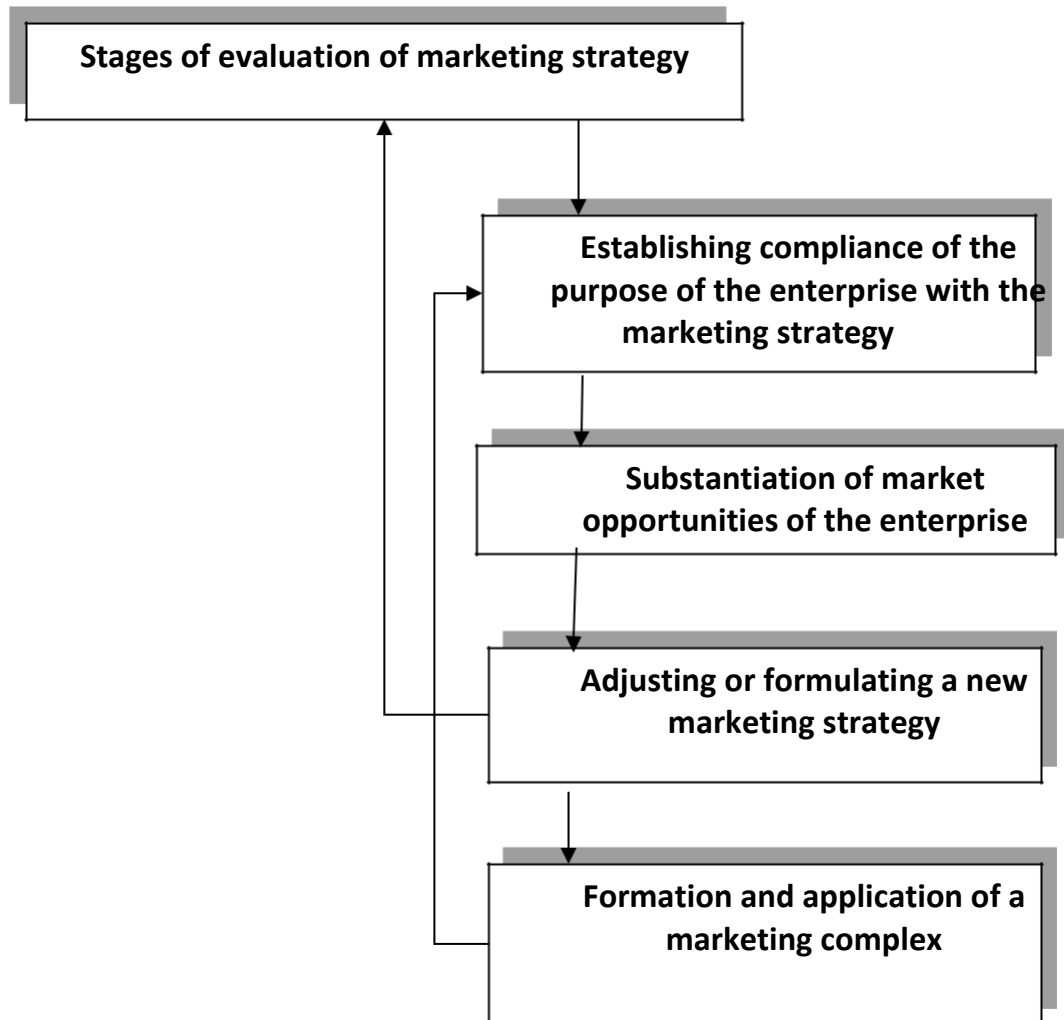 Stages of evaluation of marketing strategy
Establishing compliance of the
purpose of the enterprise with the
marketing strategy
Substantiation of market
opportunities of the enterprise
Adjusting or formulating a new
marketing strategy
Formation and application of a
marketing complex